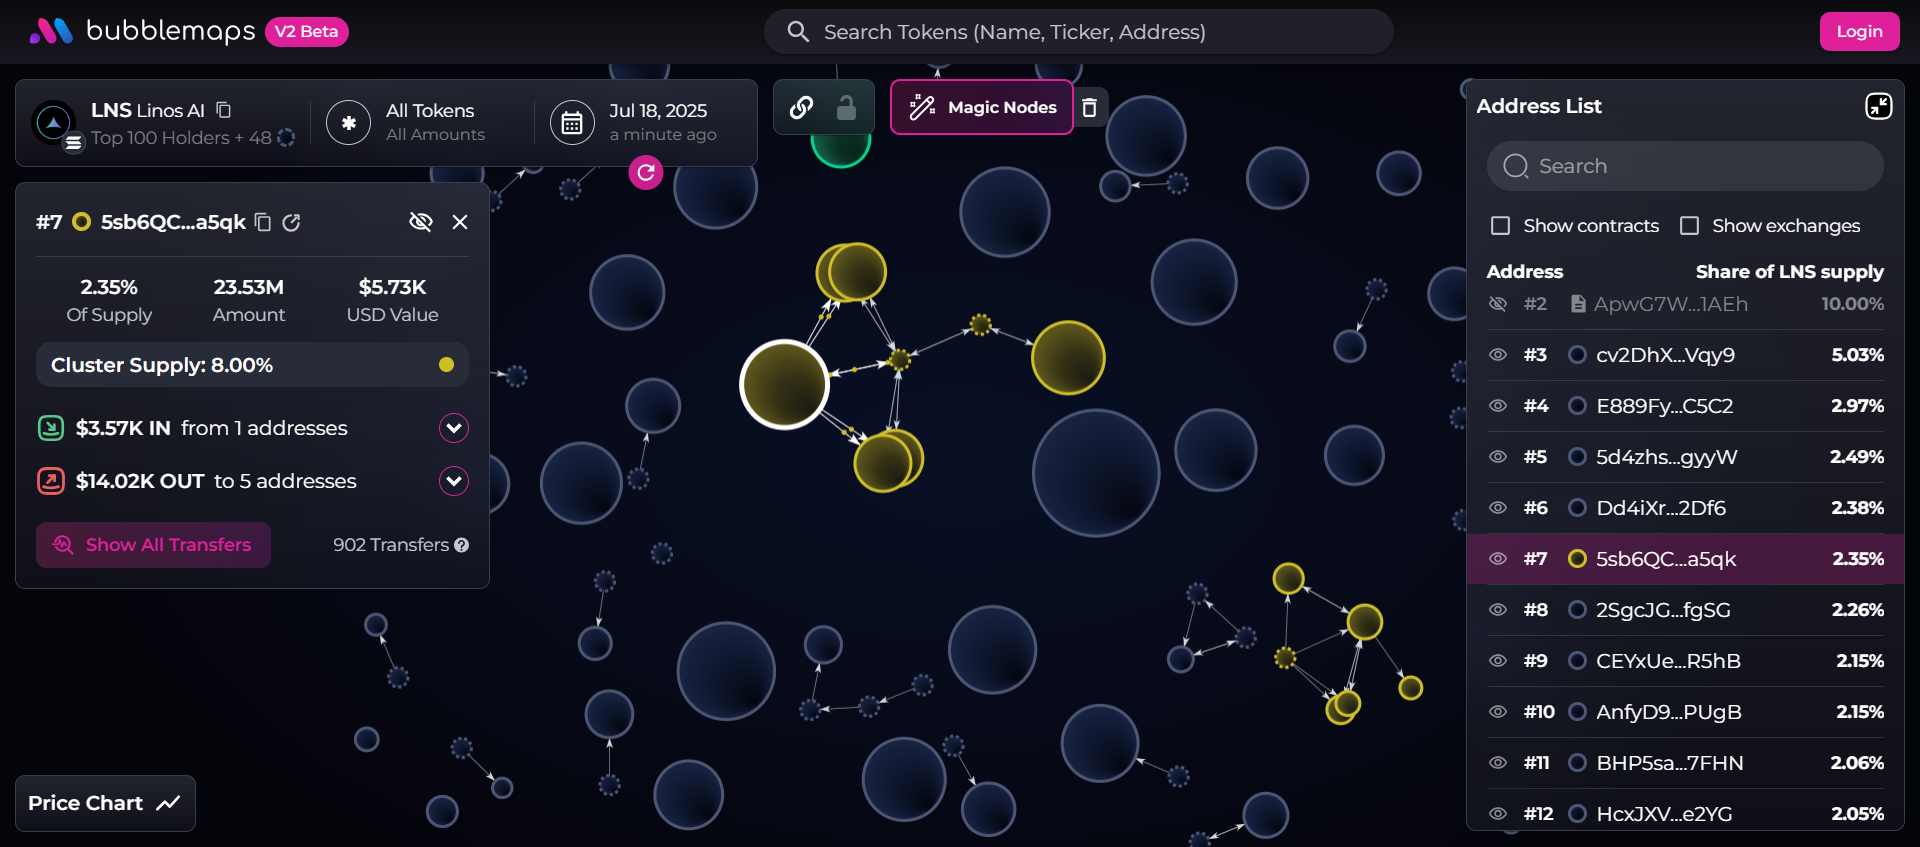 bubblemaps V2 Beta
Search Tokens (Name, Ticker, Address)
Login
LNS Linos AI
Top 100 Holders + 48
All Tokens
All Amounts
Jul 18, 2025
a minute ago
Magic Nodes
#7 5sb6QC...a5qk
2.35%
Of Supply
23.53M
Amount
$5.73K
USD Value
Cluster Supply: 8.00%
$3.57K IN from 1 addresses
$14.02K OUT to 5 addresses
Show All Transfers
902 Transfers
Price Chart
Address List
Search
Show contracts
Show exchanges
Address Share of LNS supply
#2 ApwG7W...1AEh 10.00%
#3 cv2DhX...Vqy9 5.03%
#4 E889Fy...C5C2 2.97%
#5 5d4zhs...gyyW 2.49%
#6 Dd4iXr...2Df6 2.38%
#7 5sb6QC...a5qk 2.35%
#8 2SgcJG...fgSG 2.26%
#9 CEYxUe...R5hB 2.15%
#10 AnfyD9...PUgB 2.15%
#11 BHP5sa...7FHN 2.06%
#12 HcxJXV...e2YG 2.05%